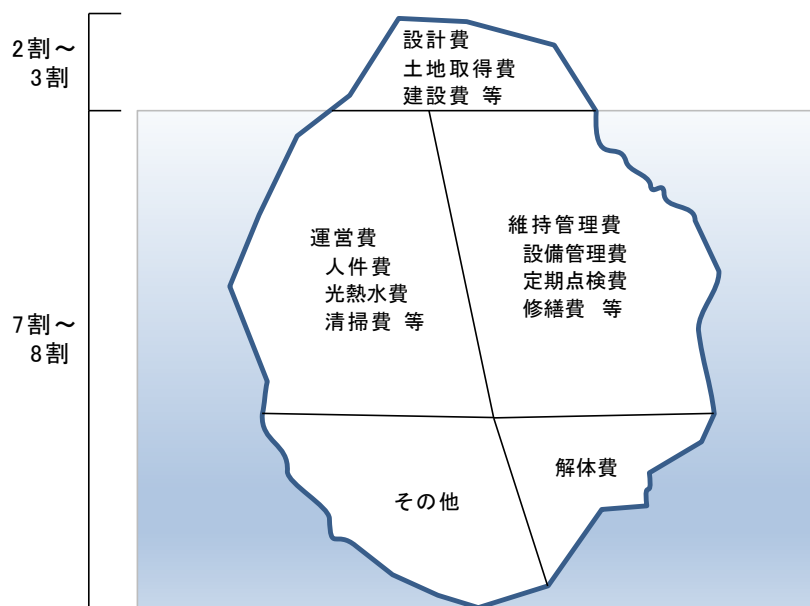 2割～
3割
設計費
土地取得費
建設費 等
運営費
人件費
光熱水費
清掃費 等
維持管理費
設備管理費
定期点検費
修繕費 等
7割～
8割
その他
解体費